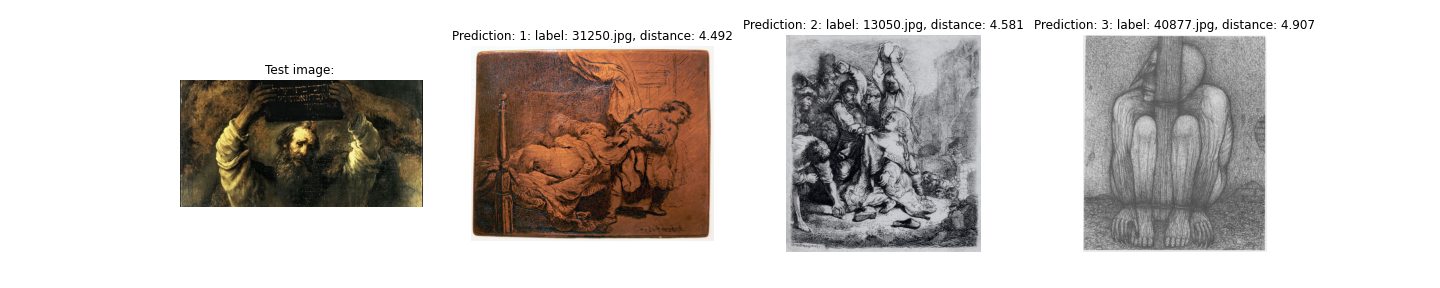 Test image:
Prediction: 1: label: 31250.jpg, distance: 4.492
Prediction: 2: label: 13050.jpg, distance: 4.581
Prediction: 3: label: 40877.jpg, distance: 4.907